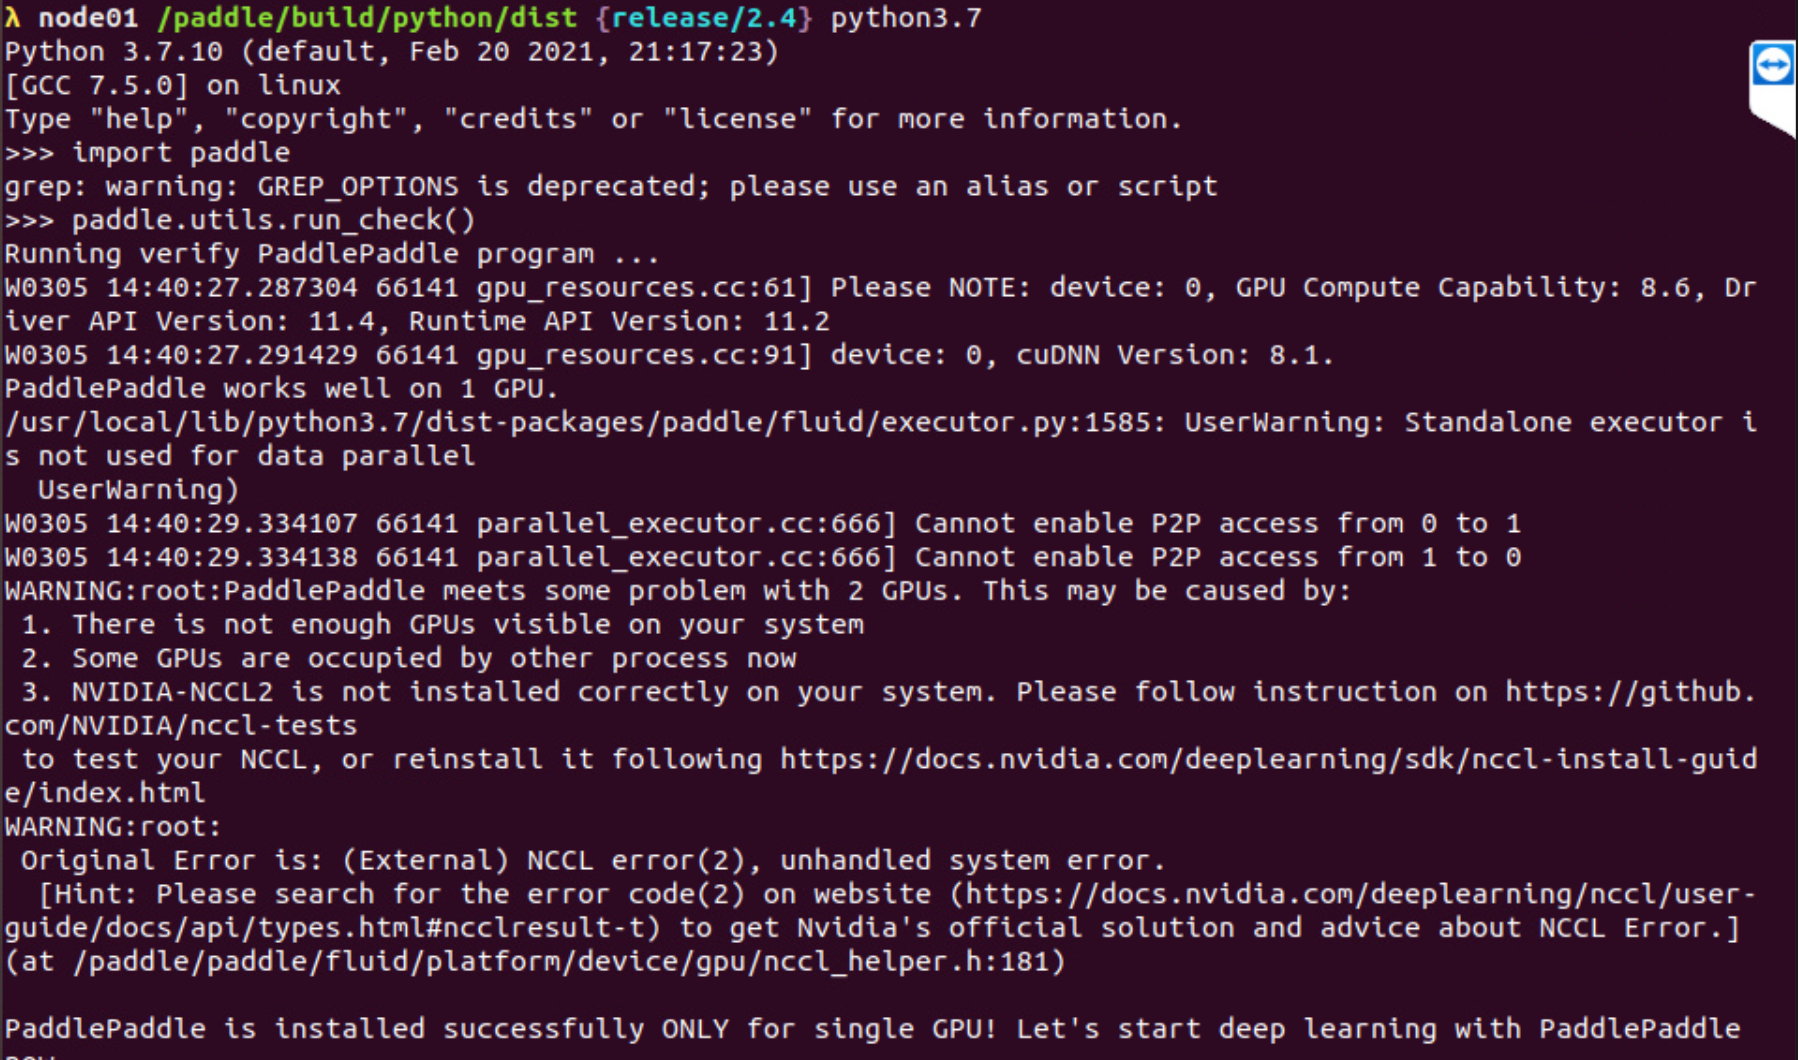 λ node01 /paddle/build/python/dist {release/2.4} python3.7
Python 3.7.10 (default, Feb 20 2021, 21:17:23)
[GCC 7.5.0] on linux
Type "help", "copyright", "credits" or "license" for more information.
>>> import paddle
grep: warning: GREP_OPTIONS is deprecated; please use an alias or script
>>> paddle.utils.run_check()
Running verify PaddlePaddle program ...
W0305 14:40:27.287304 66141 gpu_resources.cc:61] Please NOTE: device: 0, GPU Compute Capability: 8.6, Dr
iver API Version: 11.4, Runtime API Version: 11.2
W0305 14:40:27.291429 66141 gpu_resources.cc:91] device: 0, cuDNN Version: 8.1.
PaddlePaddle works well on 1 GPU.
/usr/local/lib/python3.7/dist-packages/paddle/fluid/executor.py:1585: UserWarning: Standalone executor i
s not used for data parallel
  UserWarning)
W0305 14:40:29.334107 66141 parallel_executor.cc:666] Cannot enable P2P access from 0 to 1
W0305 14:40:29.334138 66141 parallel_executor.cc:666] Cannot enable P2P access from 1 to 0
WARNING:root:PaddlePaddle meets some problem with 2 GPUs. This may be caused by:
 1. There is not enough GPUs visible on your system
 2. Some GPUs are occupied by other process now
 3. NVIDIA-NCCL2 is not installed correctly on your system. Please follow instruction on https://github.
com/NVIDIA/nccl-tests
 to test your NCCL, or reinstall it following https://docs.nvidia.com/deeplearning/sdk/nccl-install-guid
e/index.html
WARNING:root:
 Original Error is: (External) NCCL error(2), unhandled system error.
  [Hint: Please search for the error code(2) on website (https://docs.nvidia.com/deeplearning/nccl/user-
guide/docs/api/types.html#ncclresult-t) to get Nvidia's official solution and advice about NCCL Error.]
(at /paddle/paddle/fluid/platform/device/gpu/nccl_helper.h:181)

PaddlePaddle is installed successfully ONLY for single GPU! Let's start deep learning with PaddlePaddle